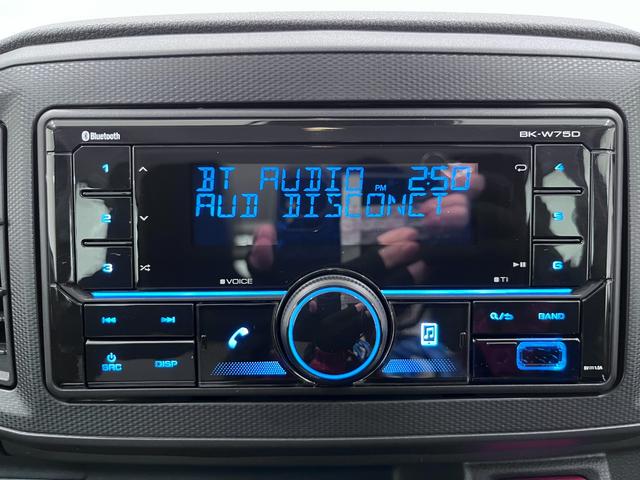 Bluetooth
BK-W75D
1
4
BT AUDIO PM 2:50
AUD DISCONCT
2
5
3
6
VOICE
TI
BAND
SRC
DISP